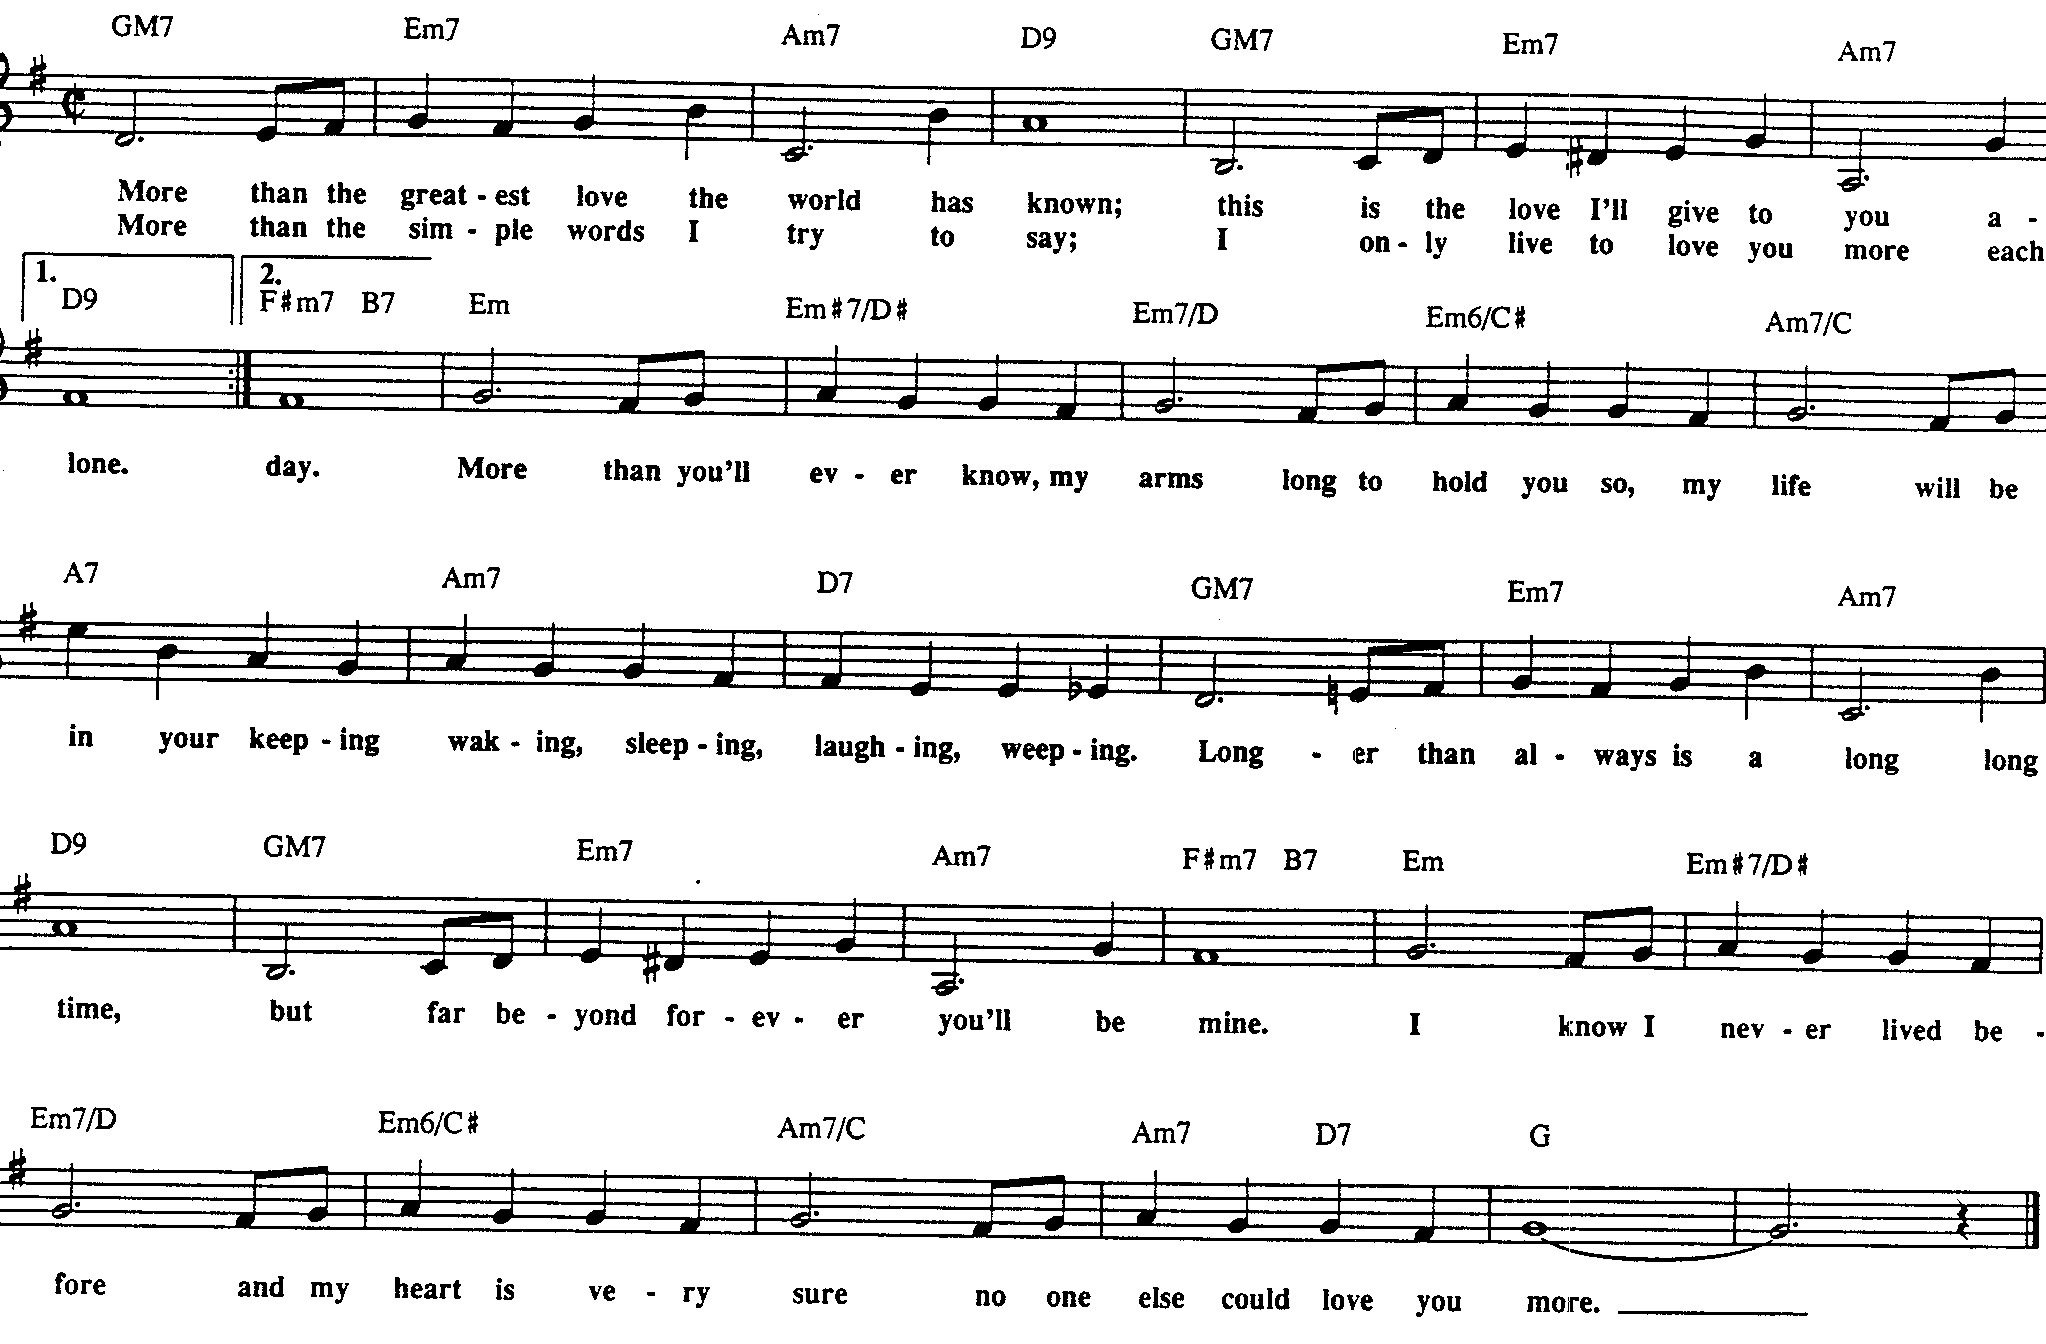 GM7 Em7 Am7 D9 GM7 Em7 Am7
More than the great - est love the world has known; this is the love I'll give to you a -
More than the sim - ple words I try to say; I on - ly live to love you more each
1. 2.
D9 F#m7 B7 Em Em#7/D# Em7/D Em6/C# Am7/C
lone. day. More than you'll ev - er know, my arms long to hold you so, my life will be
A7 Am7 D7 GM7 Em7 Am7
in your keep - ing wak - ing, sleep - ing, laugh - ing, weep - ing. Long - er than al - ways is a long long
D9 GM7 Em7 Am7 F#m7 B7 Em Em#7/D#
time, but far be - yond for - ev - er you'll be mine. I know I nev - er lived be -
Em7/D Em6/C# Am7/C Am7 D7 G
fore and my heart is ve - ry sure no one else could love you more.